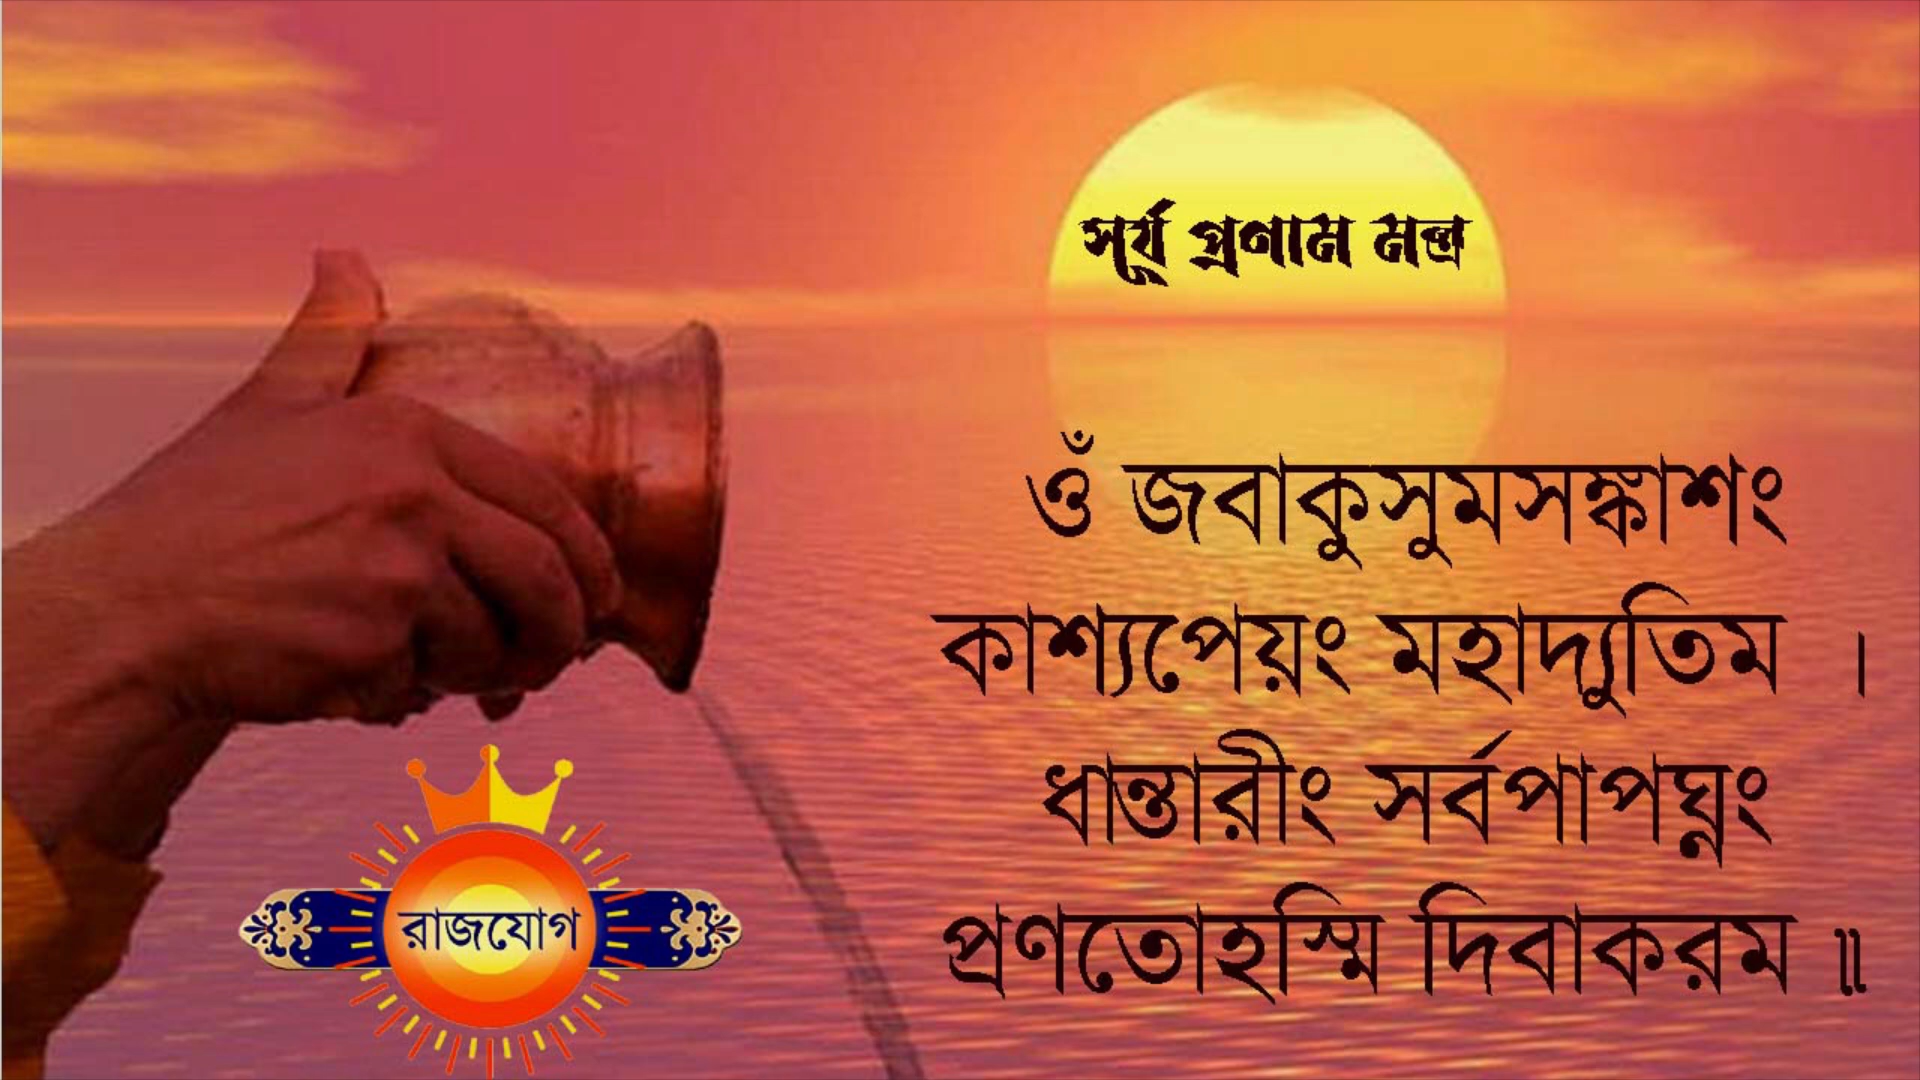 সূর্য প্রণাম মন্ত্র
ওঁ জবাকুসুমসঙ্কাশং
কাশ্যপেয়ং মহাদ্যুতিম ।
ধান্তারীং সর্বপাপঘ্নং
প্রণতোহস্মি দিবাকরম ॥
রাজযোগ